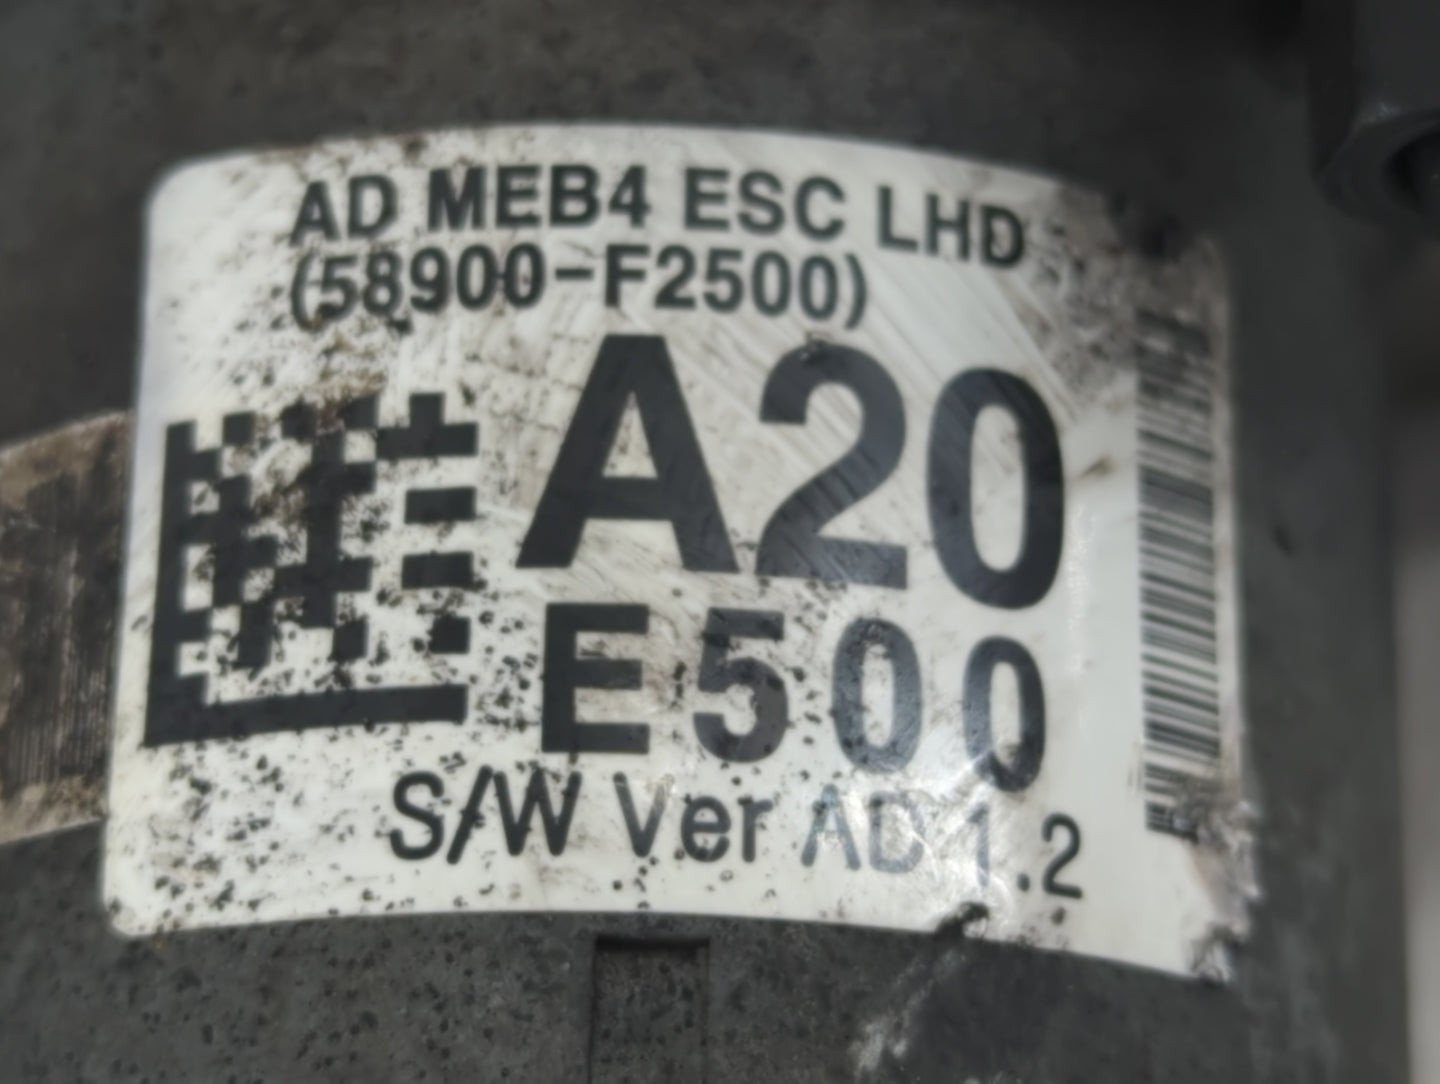 AD MEB4 ESC LHD
(58900-F2500)
A20
E500
S/W Ver AD 1.2